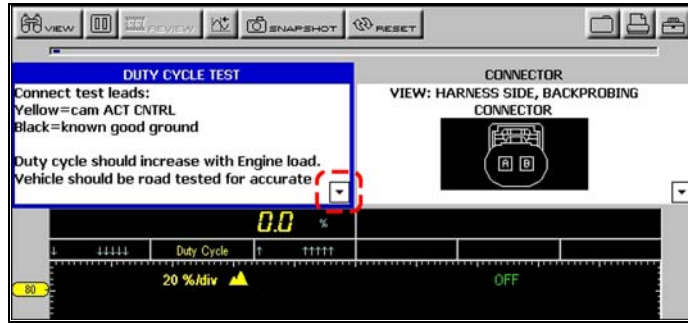 VIEW REVIEW SNAPSHOT RESET
DUTY CYCLE TEST
Connect test leads:
Yellow=cam ACT CNTRL
Black=known good
ground
Duty cycle should increase with Engine load.
Vehicle should be road tested for accurate
CONNECTOR
VIEW: HARNESS SIDE, BACKPROBING
CONNECTOR
A B
0.0 %
↓ ↓↓↓↓↓ Duty Cycle ↑ ↑↑↑↑↑
80
20 %/div OFF